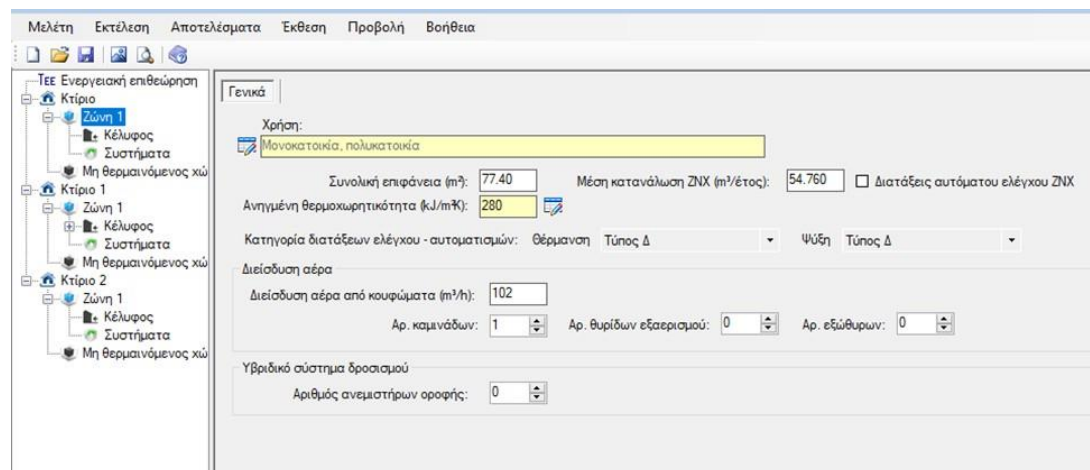 Μελέτη Εκτέλεση Αποτελέσματα Έκθεση Προβολή Βοήθεια
ΤΕΕ Ενεργειακή επιθεώρηση
Κτίριο
Ζώνη 1
Κέλυφος
Συστήματα
Μη θερμαινόμενος χώ
Κτίριο 1
Ζώνη 1
Κέλυφος
Συστήματα
Μη θερμαινόμενος χώ
Κτίριο 2
Ζώνη 1
Κέλυφος
Συστήματα
Μη θερμαινόμενος χώ
Γενικά
Χρήση:
Μονοκατοικία, πολυκατοικία
Συνολική επιφάνεια (m²): 77.40 Μέση κατανάλωση ΖΝΧ (m³/έτος): 54.760 Διατάξεις αυτόματου ελέγχου ΖΝΧ
Ανηγμένη θερμοχωρητικότητα (kJ/m²K): 280
Κατηγορία διατάξεων ελέγχου - αυτοματισμών: Θέρμανση Τύπος Δ Ψύξη Τύπος Δ
Διείσδυση αέρα
Διείσδυση αέρα από κουφώματα (m³/h): 102
Αρ. καμινάδων: 1 Αρ. θυρίδων εξαερισμού: 0 Αρ. εξώθυρων: 0
Υβριδικό σύστημα δροσισμού
Αριθμός ανεμιστήρων οροφής: 0